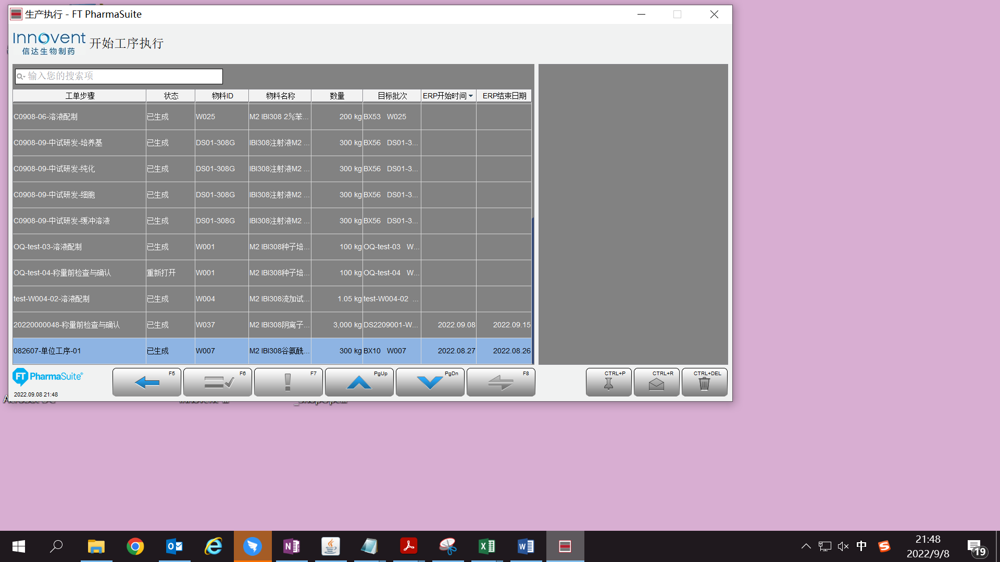 生产执行 - FT PharmaSuite
Innovent
信达生物制药
开始工序执行
输入您的搜索项
工单步骤 状态 物料ID 物料名称 数量 目标批次 ERP开始时间 ERP结束日期
C0908-06-溶液配制 已生成 W025 M2 IBI308 2%苯... 200 kg BX53 W025
C0908-09-中试研发-培养基 已生成 DS01-308G IBI308注射液M2 ... 300 kg BX56 DS01-3...
C0908-09-中试研发-纯化 已生成 DS01-308G IBI308注射液M2 ... 300 kg BX56 DS01-3...
C0908-09-中试研发-细胞 已生成 DS01-308G IBI308注射液M2 ... 300 kg BX56 DS01-3...
C0908-09-中试研发-缓冲溶液 已生成 DS01-308G IBI308注射液M2 ... 300 kg BX56 DS01-3...
OQ-test-03-溶液配制 已生成 W001 M2 IBI308种子培... 100 kg OQ-test-03 W...
OQ-test-04-称量前检查与确认 重新打开 W001 M2 IBI308种子培... 100 kg OQ-test-04 W...
test-W004-02-溶液配制 已生成 W004 M2 IBI308流加试... 1.05 kg test-W004-02 ...
20220000048-称量前检查与确认 已生成 W037 M2 IBI308阴离子... 3,000 kg DS2209001-W... 2022.09.08 2022.09.15
082607-单位工序-01 已生成 W007 M2 IBI308谷氨酰... 300 kg BX10 W007 2022.08.27 2022.08.26
FT PharmaSuite®
2022.09.08 21:48
F5 F6 F7 PgUp PgDn F8 CTRL+P CTRL+R CTRL+DEL
中
21:48
2022/9/8
19